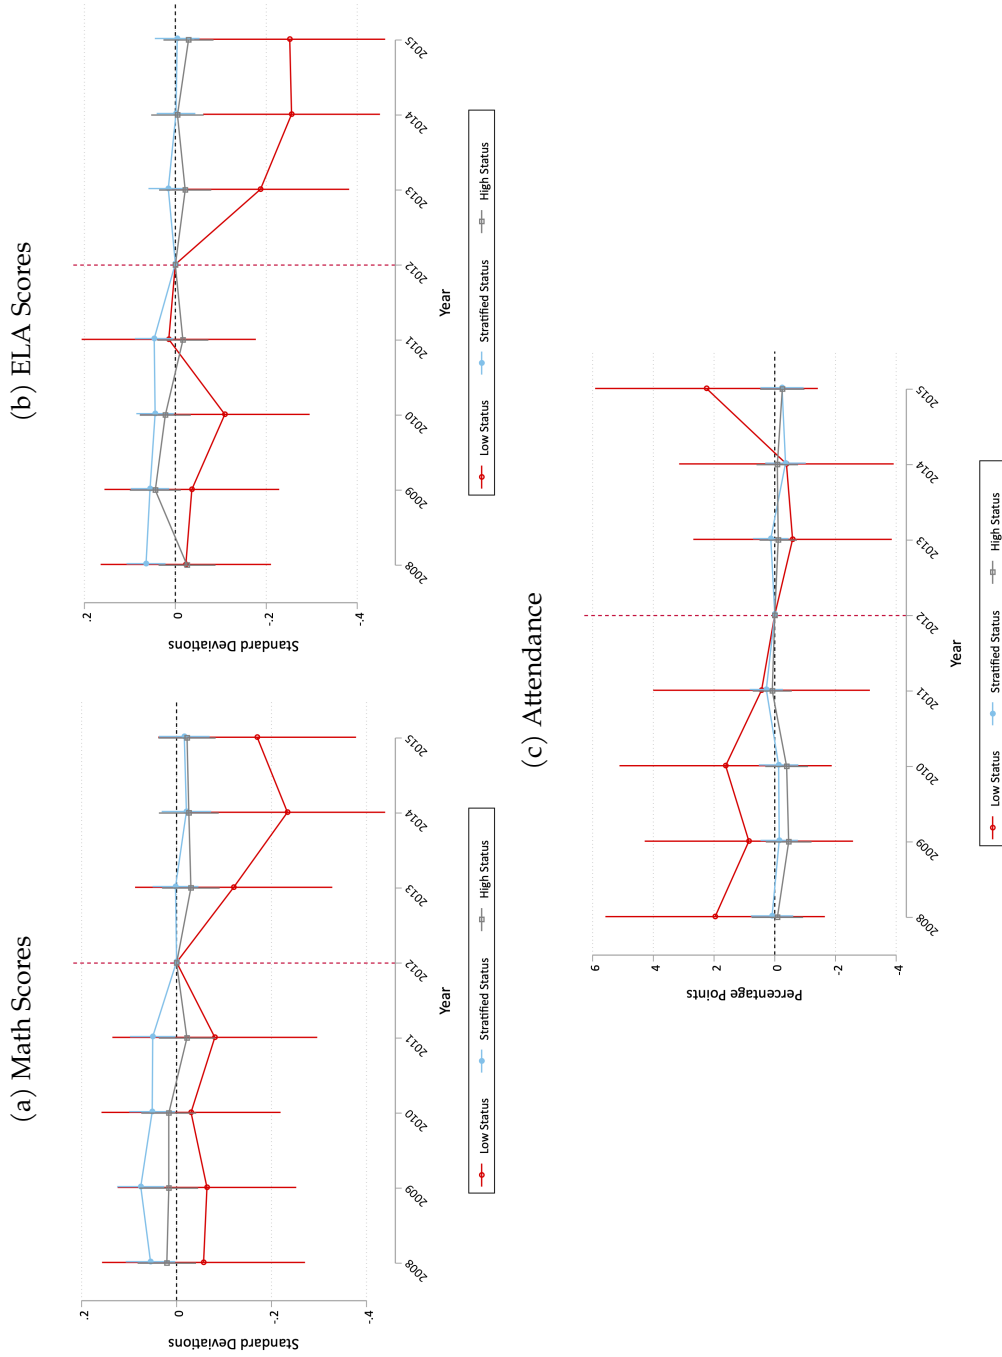 (a) Math Scores
.2
0
-.2
-.4
Standard Deviations
2008 2009 2010 2011 2012 2013 2014 2015
Year
Low Status Stratified Status High Status
(b) ELA Scores
.2
0
-.2
-.4
Standard Deviations
2008 2009 2010 2011 2012 2013 2014 2015
Year
Low Status Stratified Status High Status
(c) Attendance
6
4
2
0
-2
-4
Percentage Points
2008 2009 2010 2011 2012 2013 2014 2015
Year
Low Status Stratified Status High Status